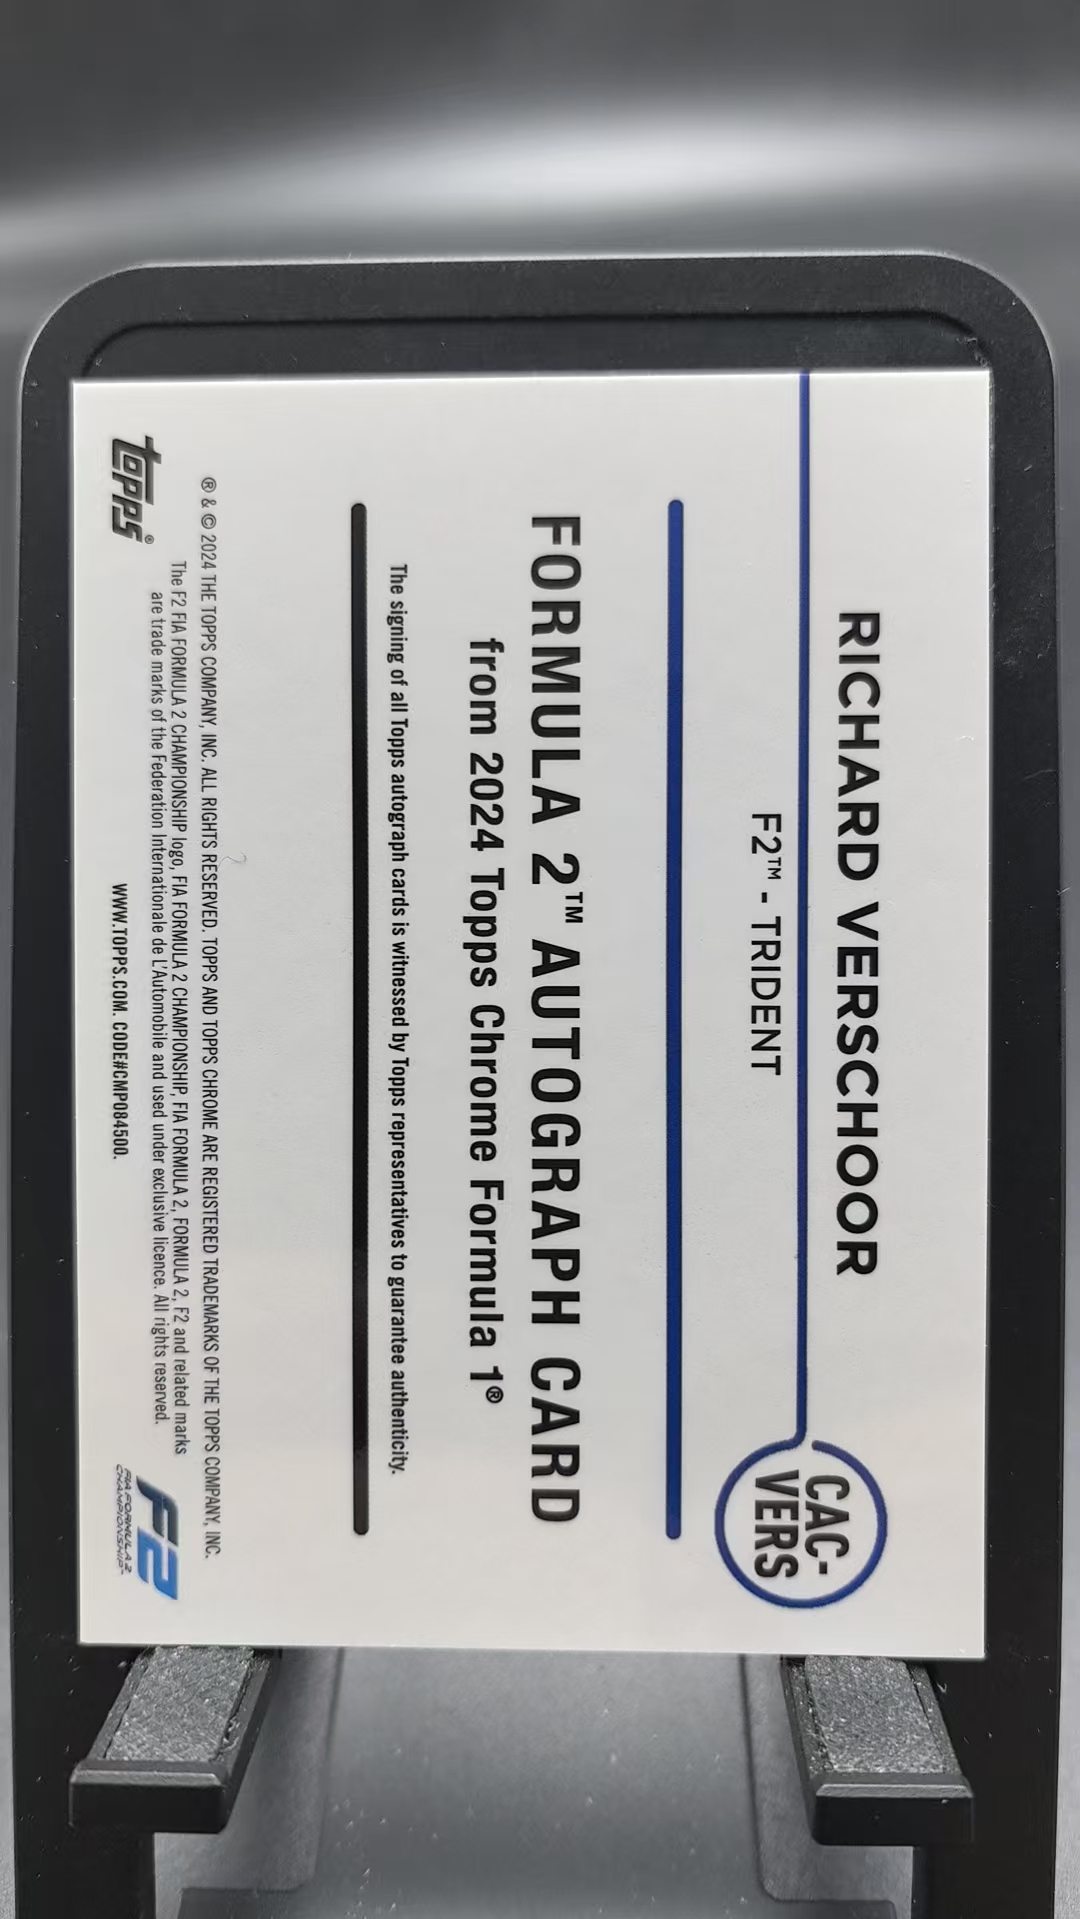 RICHARD VERSCHOOR
F2™ - TRIDENT
CAC-
VERS
FORMULA 2™ AUTOGRAPH CARD
from 2024 Topps Chrome Formula 1®
The signing of all Topps autograph cards is witnessed by Topps representatives to guarantee authenticity.
® & © 2024 THE TOPPS COMPANY, INC. ALL RIGHTS RESERVED. TOPPS AND TOPPS CHROME ARE REGISTERED TRADEMARKS OF THE TOPPS COMPANY, INC.
The F2 FIA FORMULA 2 CHAMPIONSHIP logo, FIA FORMULA 2 CHAMPIONSHIP, FIA FORMULA 2, FORMULA 2, F2 and related marks
are trade marks of the Federation Internationale de L'Automobile and used under exclusive licence. All rights reserved.
topps®
WWW.TOPPS.COM. CODE#CMP084500.
F2
FIA FORMULA 2
CHAMPIONSHIP™